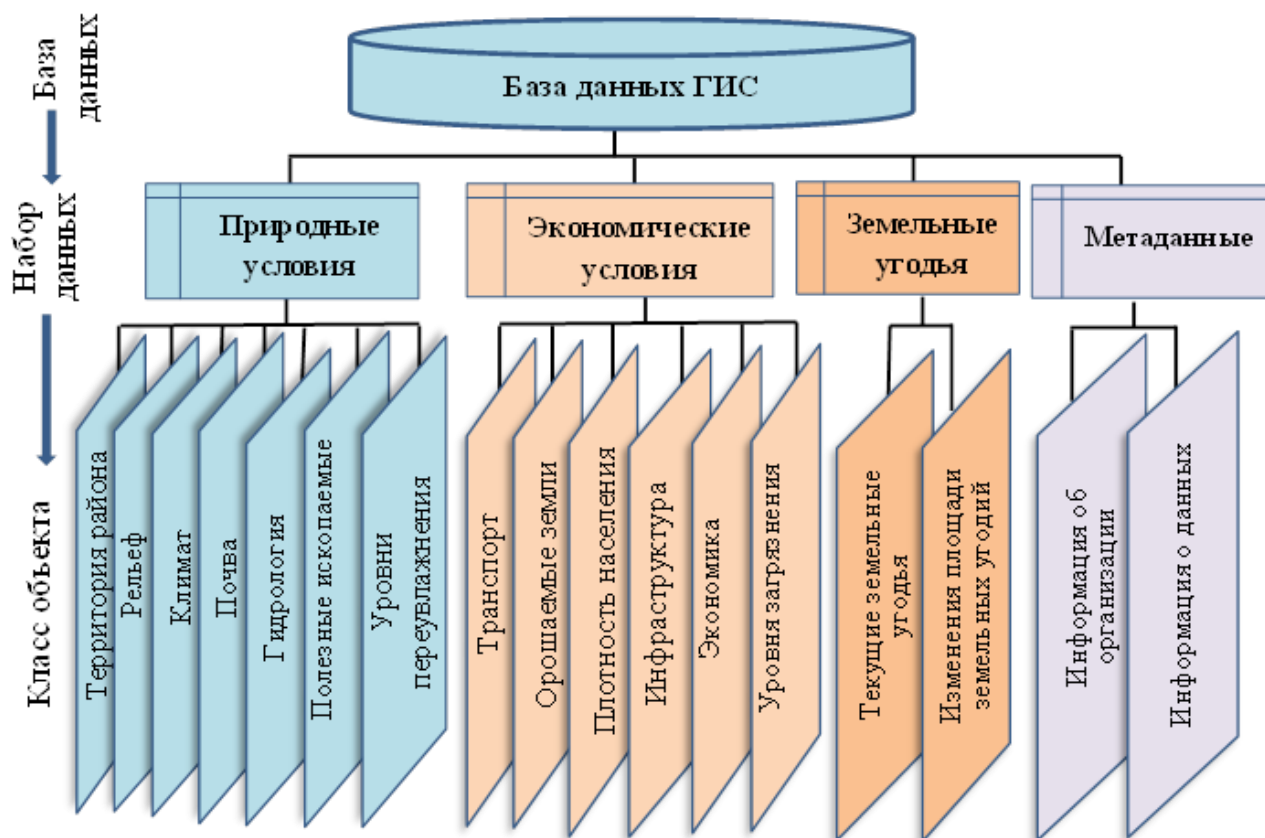 База
данных
База данных ГИС
Набор
данных
Природные
условия
Экономические
условия
Земельные
угодья
Метаданные
Класс объекта
Территория района
Рельеф
Климат
Почва
Гидрология
Полезные ископаемые
Уровни
переувлажнения
Транспорт
Орошаемые земли
Плотность населения
Инфраструктура
Экономика
Уровня загрязнения
Текущие земельные
угодья
Изменения площади
земельных угодий
Информация об
организации
Информация о данных